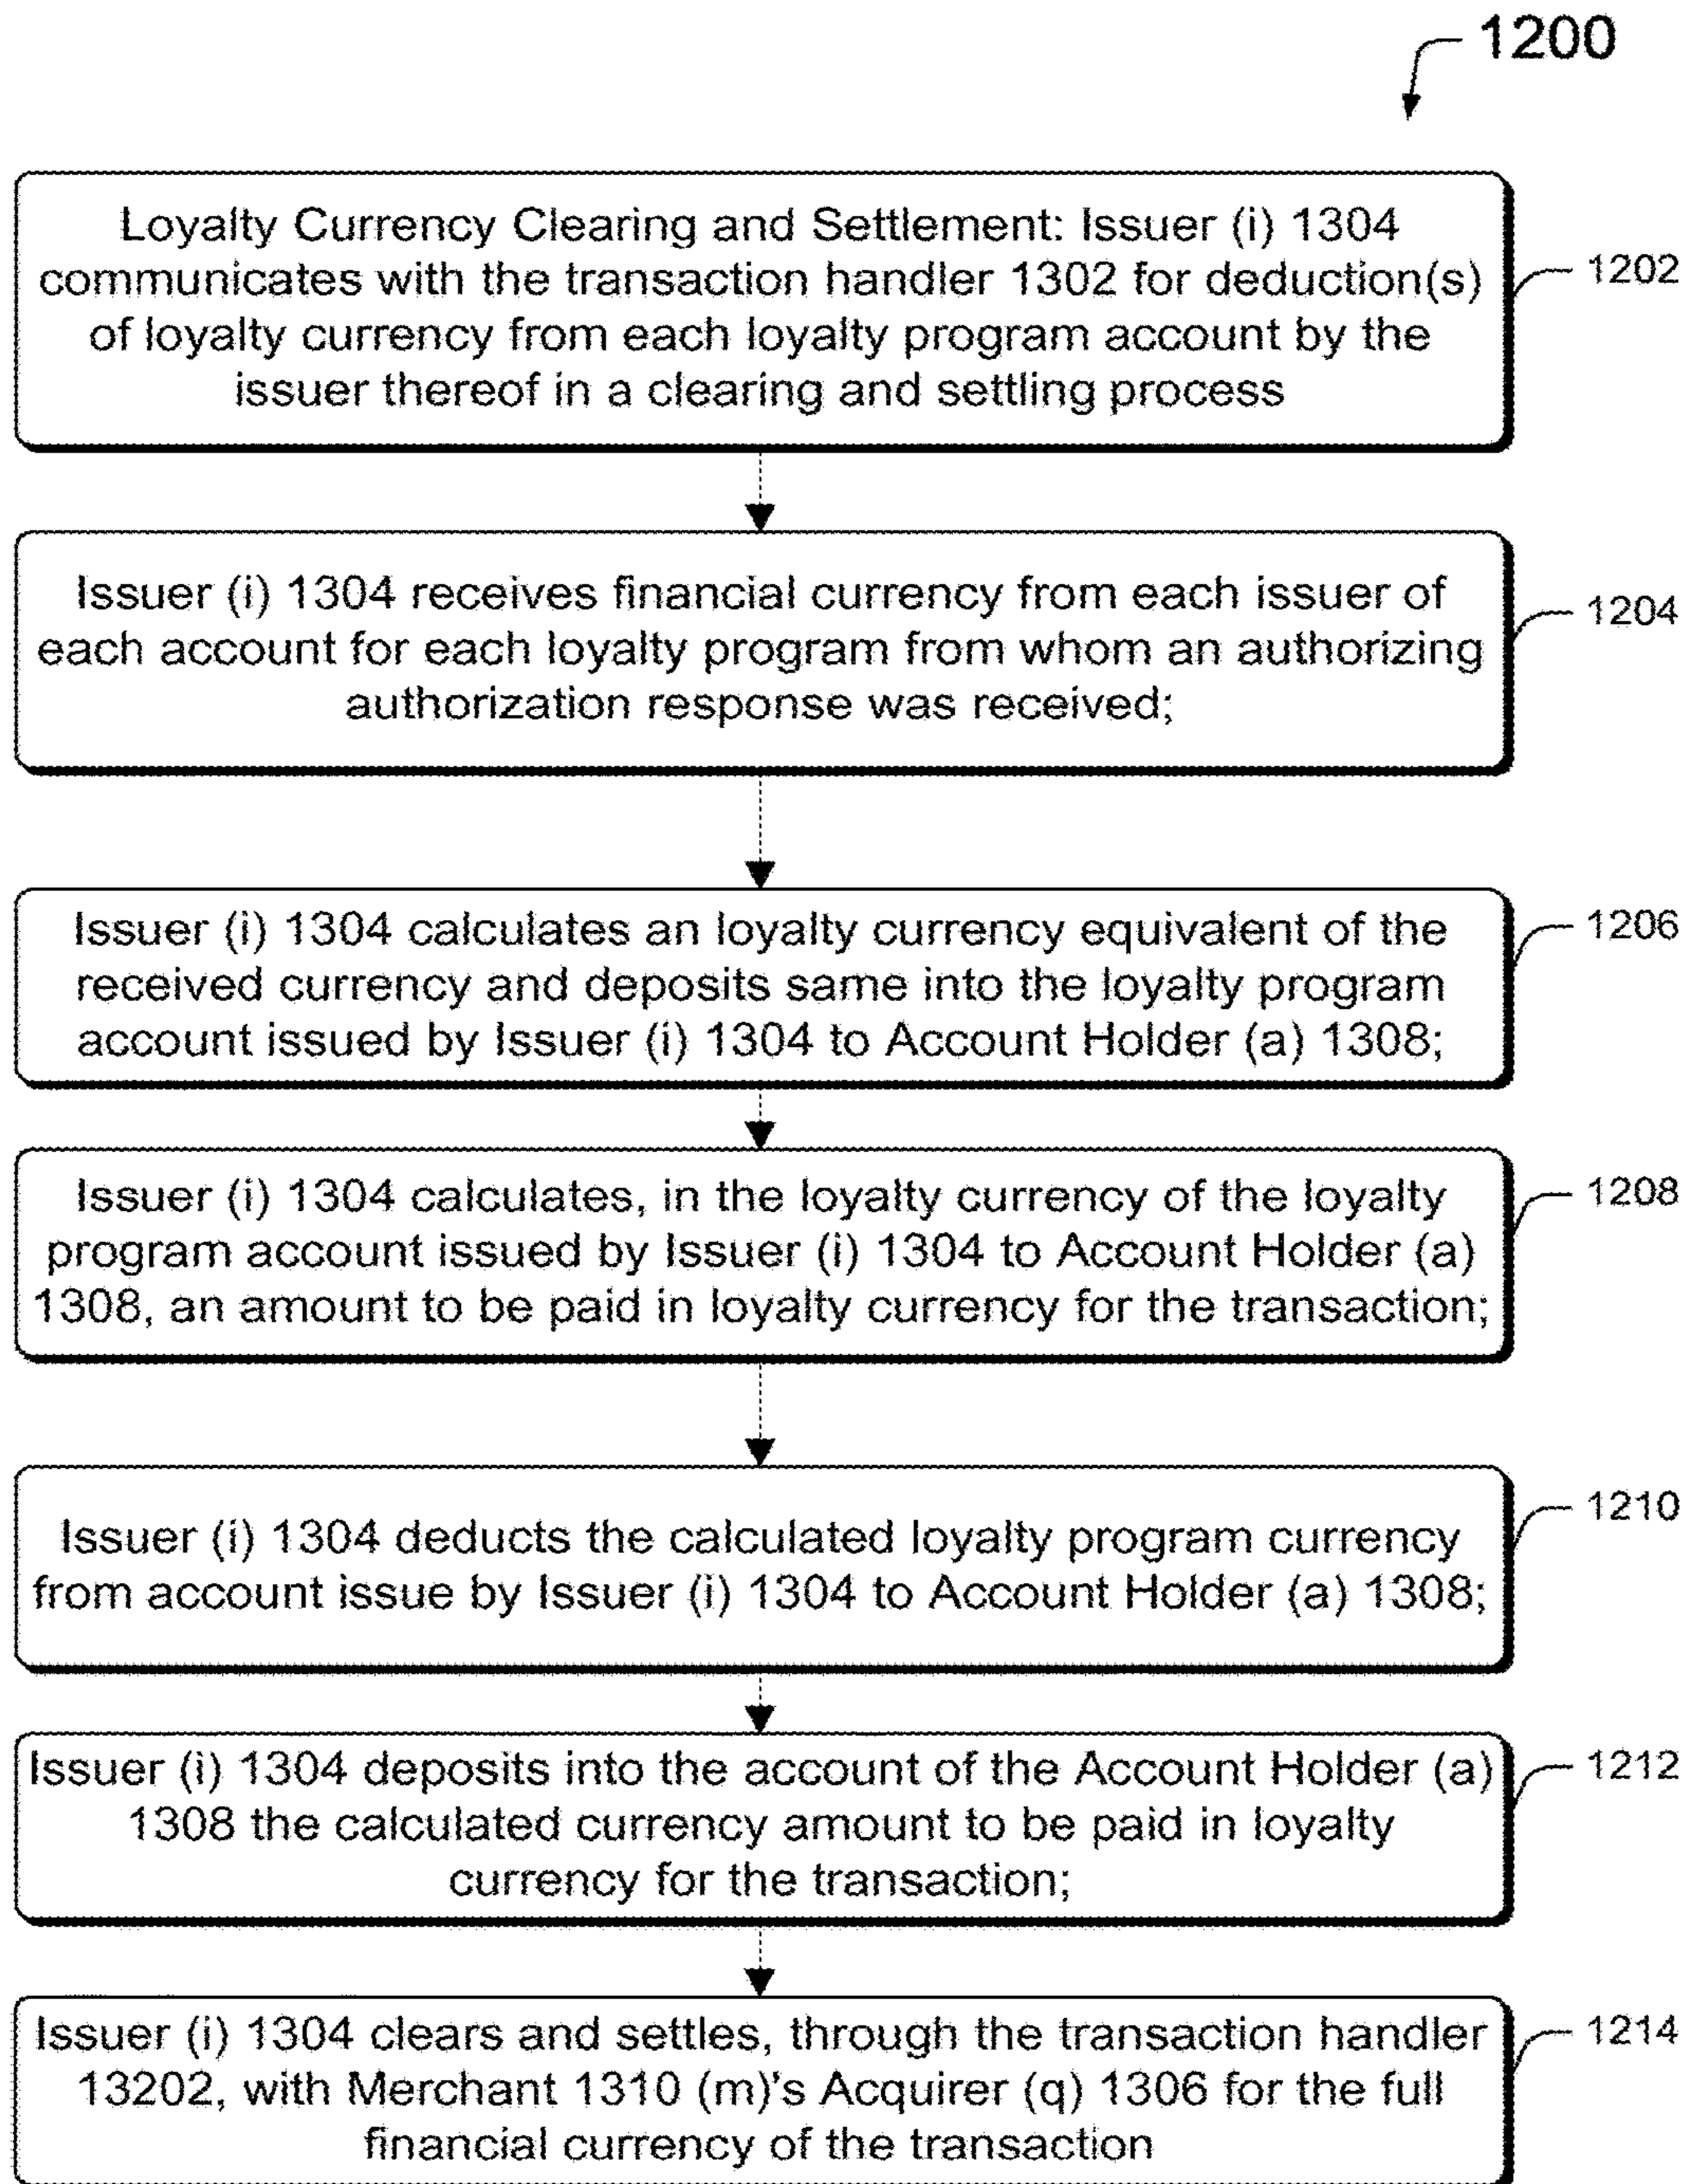 1200
Loyalty Currency Clearing and Settlement: Issuer (i) 1304
communicates with the transaction handler 1302 for deduction(s)
of loyalty currency from each loyalty program account by the
issuer thereof in a clearing and settling process
1202
Issuer (i) 1304 receives financial currency from each issuer of
each account for each loyalty program from whom an authorizing
authorization response was received;
1204
Issuer (i) 1304 calculates an loyalty currency equivalent of the
received currency and deposits same into the loyalty program
account issued by Issuer (i) 1304 to Account Holder (a) 1308;
1206
Issuer (i) 1304 calculates, in the loyalty currency of the loyalty
program account issued by Issuer (i) 1304 to Account Holder (a)
1308, an amount to be paid in loyalty currency for the transaction;
1208
Issuer (i) 1304 deducts the calculated loyalty program currency
from account issue by Issuer (i) 1304 to Account Holder (a) 1308;
1210
Issuer (i) 1304 deposits into the account of the Account Holder (a)
1308 the calculated currency amount to be paid in loyalty
currency for the transaction;
1212
Issuer (i) 1304 clears and settles, through the transaction handler
13202, with Merchant 1310 (m)'s Acquirer (q) 1306 for the full
financial currency of the transaction
1214